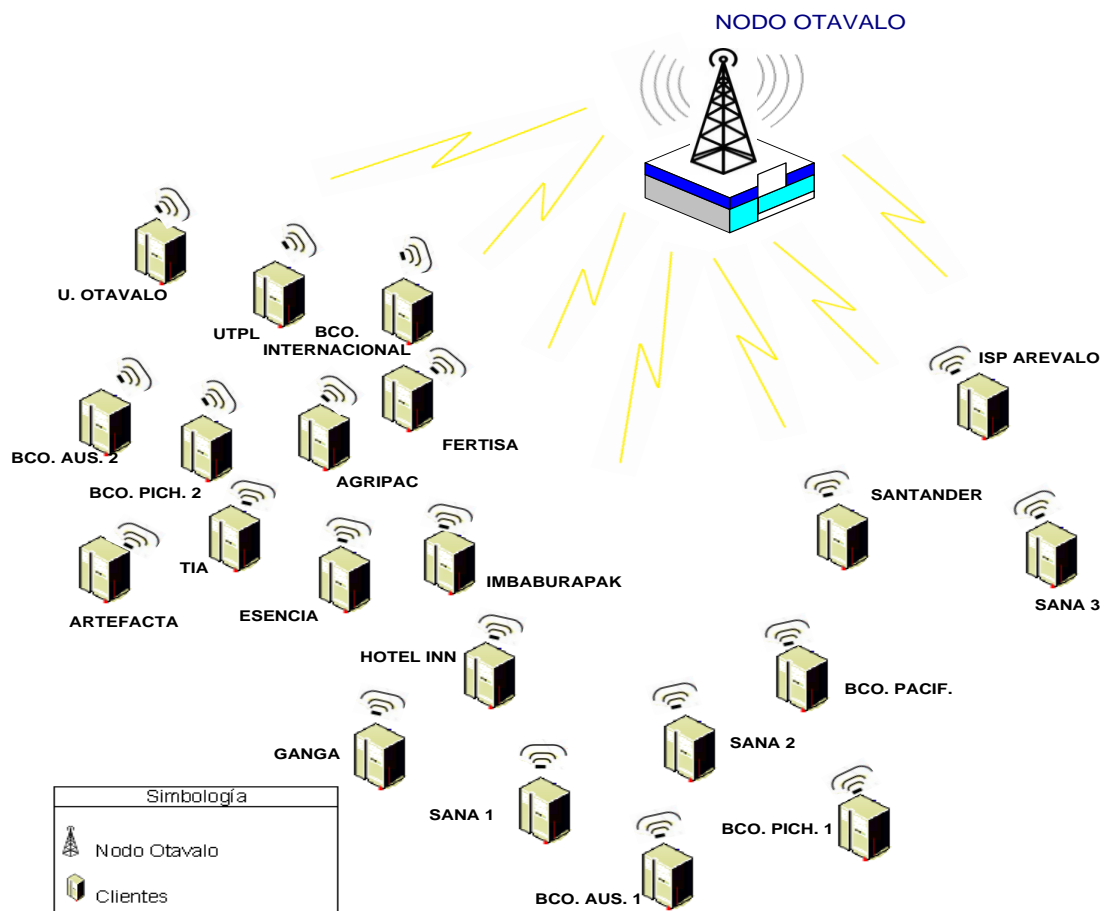 NODO OTAVALO
U. OTAVALO
UTPL
BCO.
INTERNACIONAL
ISP AREVALO
FERTISA
BCO. AUS. 2
BCO. PICH. 2
AGRIPAC
SANTANDER
TIA
ARTEFACTA
ESENCIA
IMBABURAPAK
SANA 3
HOTEL INN
BCO. PACIF.
GANGA
SANA 2
SANA 1
BCO. PICH. 1
BCO. AUS. 1
Simbología
Nodo Otavalo
Clientes